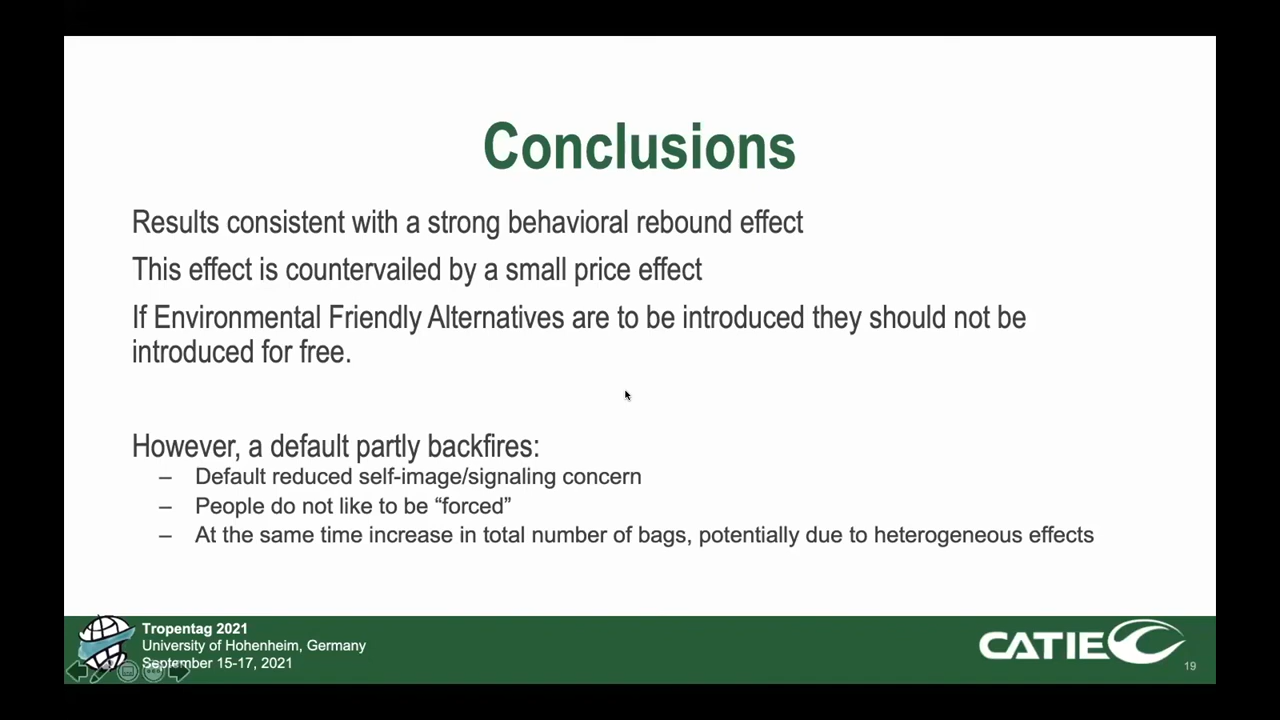 Conclusions
Results consistent with a strong behavioral rebound effect
This effect is countervailed by a small price effect
If Environmental Friendly Alternatives are to be introduced they should not be
introduced for free.
However, a default partly backfires:
– Default reduced self-image/signaling concern
– People do not like to be “forced”
– At the same time increase in total number of bags, potentially due to heterogeneous effects
Tropentag 2021
University of Hohenheim, Germany
September 15-17, 2021
CATIE
19